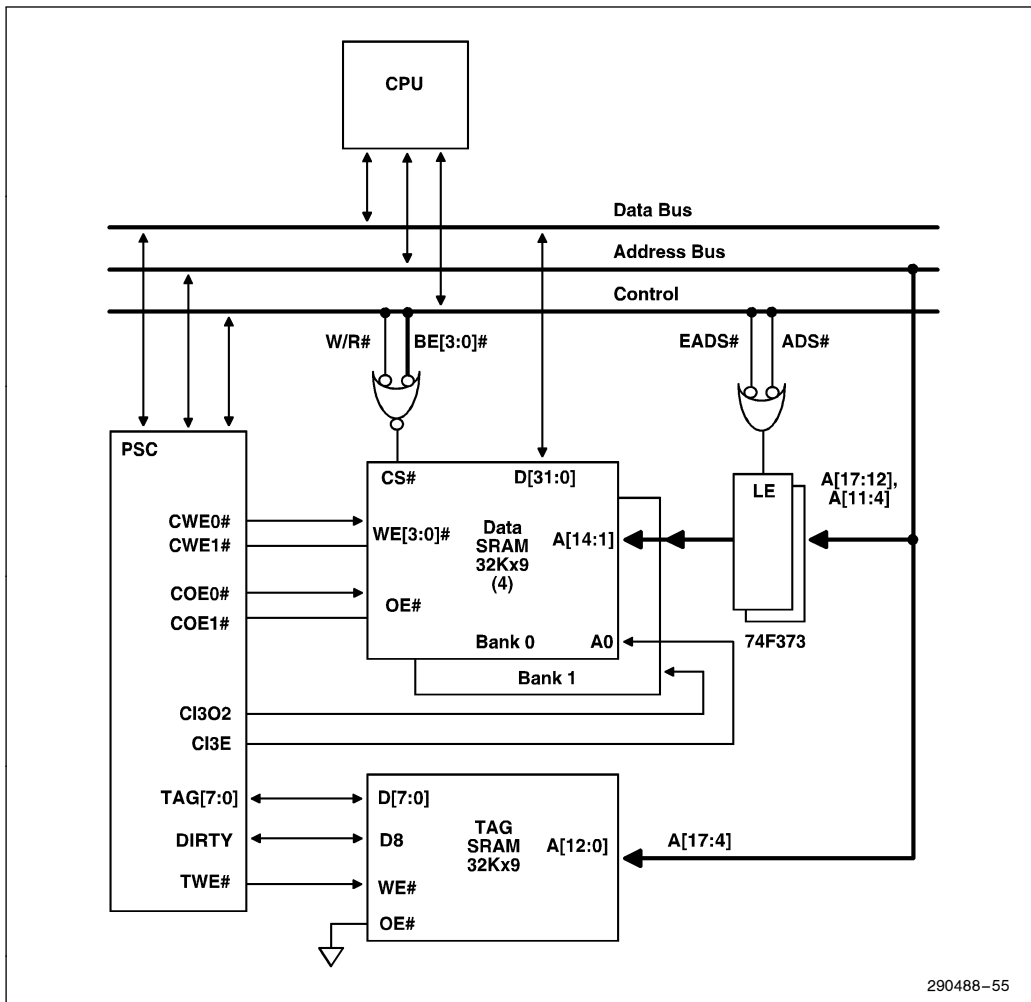 CPU
Data Bus
Address Bus
Control
W/R#
BE[3:0]#
EADS#
ADS#
PSC
CS#
D[31:0]
LE
A[17:12],
A[11:4]
CWE0#
CWE1#
WE[3:0]#
Data
SRAM
32Kx9
(4)
A[14:1]
COE0#
COE1#
OE#
Bank 0
A0
74F373
Bank 1
CI3O2
CI3E
TAG[7:0]
D[7:0]
TAG
SRAM
32Kx9
A[12:0]
A[17:4]
DIRTY
D8
TWE#
WE#
OE#
290488–55